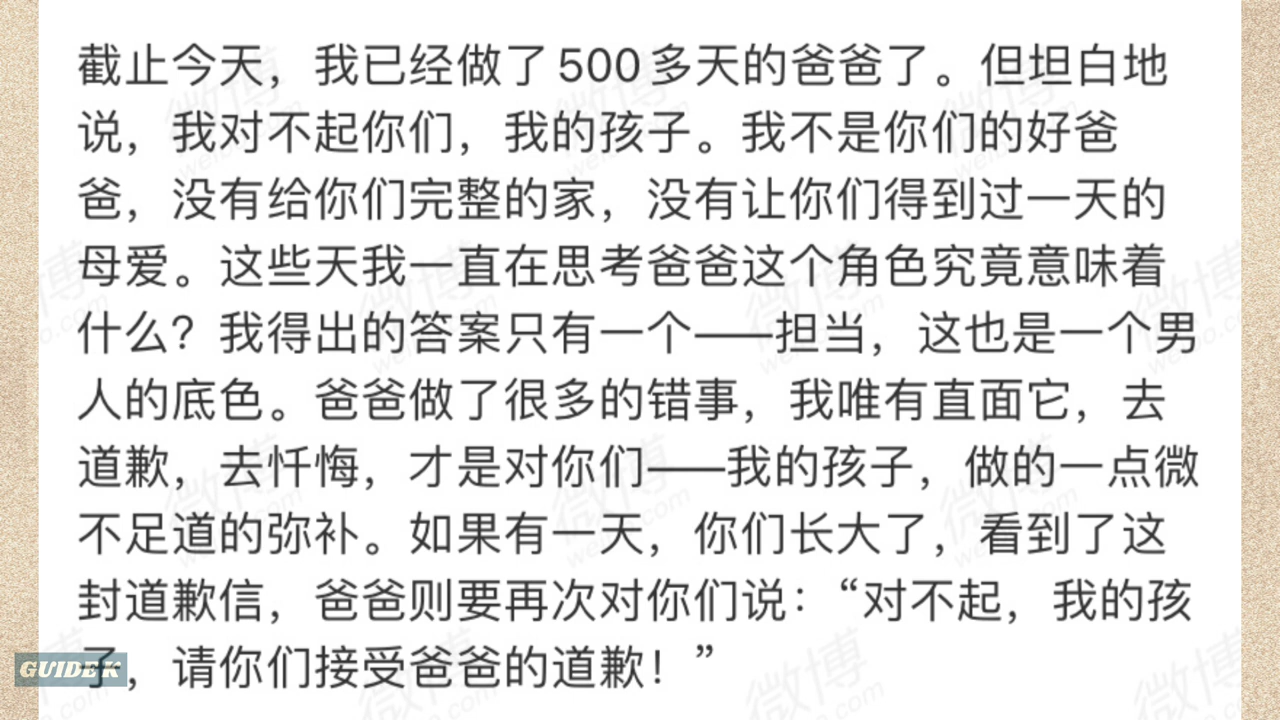 截止今天，我已经做了500多天的爸爸了。但坦白地
说，我对不起你们，我的孩子。我不是你们的好爸
爸，没有给你们完整的家，没有让你们得到过一天的
母爱。这些天我一直在思考爸爸这个角色究竟意味着
什么？我得出的答案只有一个——担当，这也是一个男
人的底色。爸爸做了很多的错事，我唯有直面它，去
道歉，去忏悔，才是对你们——我的孩子，做的一点微
不足道的弥补。如果有一天，你们长大了，看到了这
封道歉信，爸爸则要再次对你们说：“对不起，我的孩
子，请你们接受爸爸的道歉！”
GUIDE K
微博
weibo.com